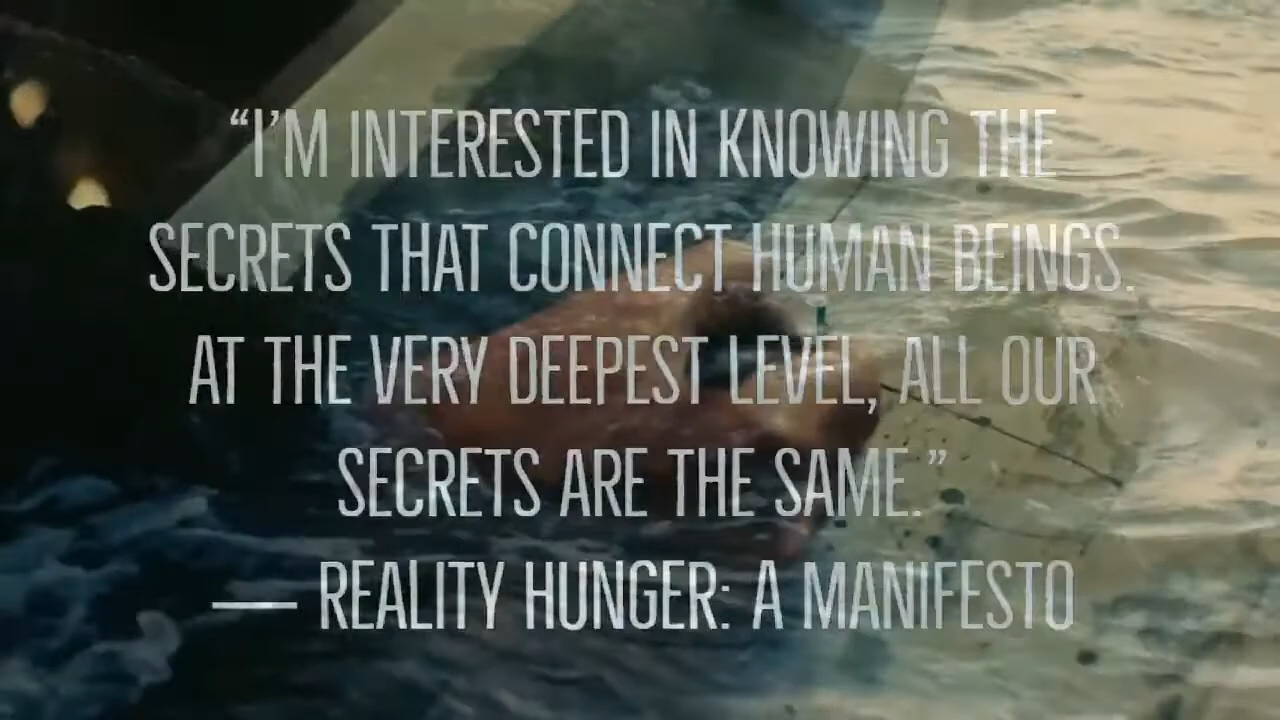 “I’M INTERESTED IN KNOWING THE
SECRETS THAT CONNECT HUMAN BEINGS.
AT THE VERY DEEPEST LEVEL, ALL OUR
SECRETS ARE THE SAME.”
— REALITY HUNGER: A MANIFESTO